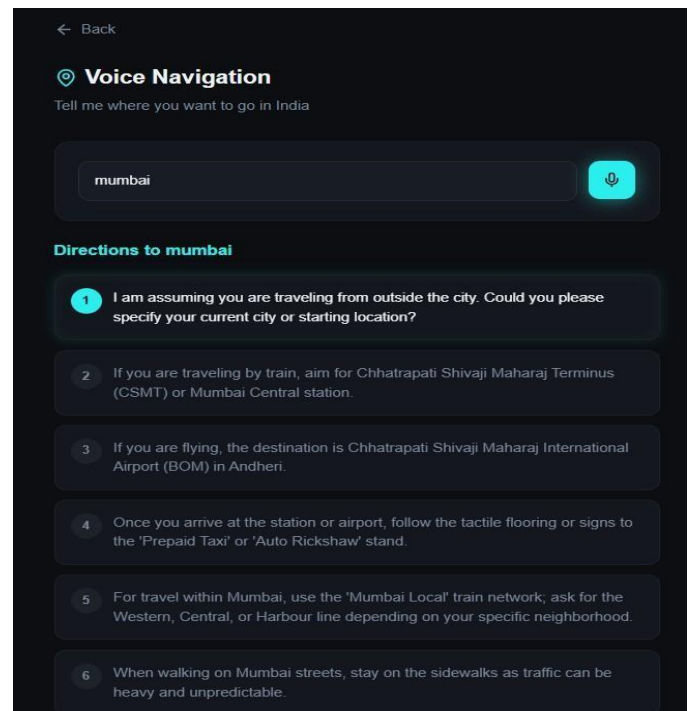 ← Back
Voice Navigation
Tell me where you want to go in India
mumbai
Directions to mumbai
1 I am assuming you are traveling from outside the city. Could you please
specify your current city or starting location?
2 If you are traveling by train, aim for Chhatrapati Shivaji Maharaj Terminus
(CSMT) or Mumbai Central station.
3 If you are flying, the destination is Chhatrapati Shivaji Maharaj International
Airport (BOM) in Andheri.
4 Once you arrive at the station or airport, follow the tactile flooring or signs to
the 'Prepaid Taxi' or 'Auto Rickshaw' stand.
5 For travel within Mumbai, use the 'Mumbai Local' train network; ask for the
Western, Central, or Harbour line depending on your specific neighborhood.
6 When walking on Mumbai streets, stay on the sidewalks as traffic can be
heavy and unpredictable.